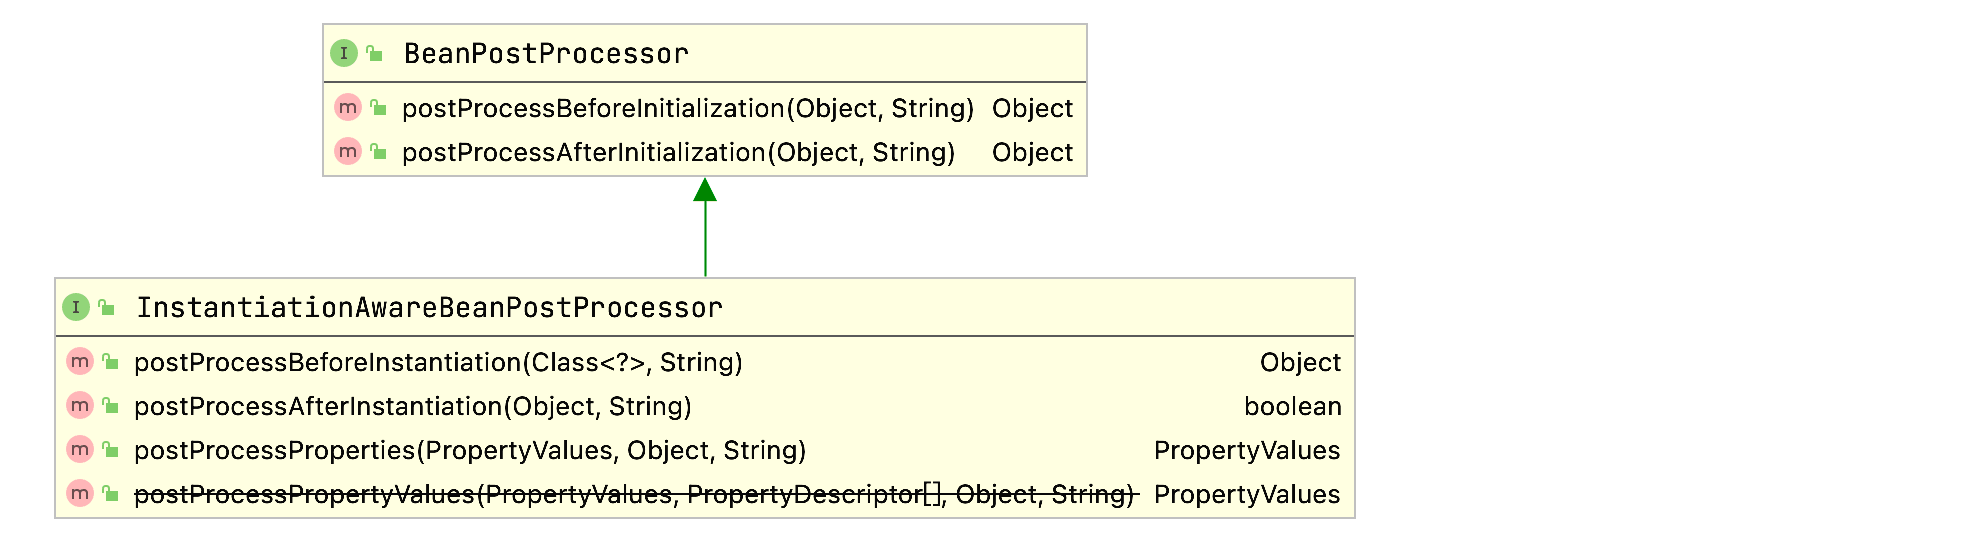 I BeanPostProcessor
m postProcessBeforeInitialization(Object, String) Object
m postProcessAfterInitialization(Object, String) Object
I InstantiationAwareBeanPostProcessor
m postProcessBeforeInstantiation(Class<?>, String) Object
m postProcessAfterInstantiation(Object, String) boolean
m postProcessProperties(PropertyValues, Object, String) PropertyValues
m postProcessPropertyValues(PropertyValues, PropertyDescriptor[], Object, String) PropertyValues